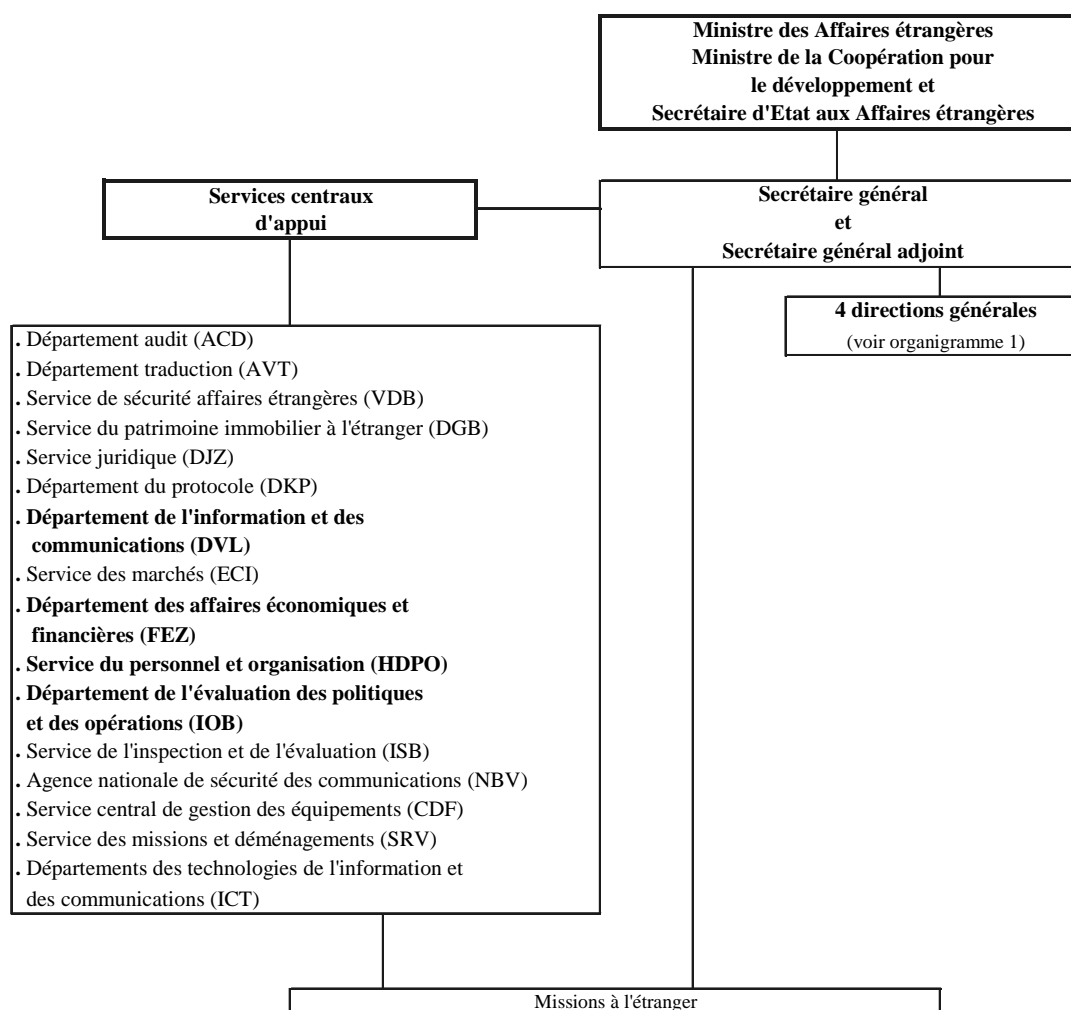 Ministre des Affaires étrangères
Ministre de la Coopération pour
le développement et
Secrétaire d'Etat aux Affaires étrangères
Services centraux
d'appui
Secrétaire général
et
Secrétaire général adjoint
4 directions générales
(voir organigramme 1)
. Département audit (ACD)
. Département traduction (AVT)
. Service de sécurité affaires étrangères (VDB)
. Service du patrimoine immobilier à l'étranger (DGB)
. Service juridique (DJZ)
. Département du protocole (DKP)
. Département de l'information et des
communications (DVL)
. Service des marchés (ECI)
. Département des affaires économiques et
financières (FEZ)
. Service du personnel et organisation (HDPO)
. Département de l'évaluation des politiques
et des opérations (IOB)
. Service de l'inspection et de l'évaluation (ISB)
. Agence nationale de sécurité des communications (NBV)
. Service central de gestion des équipements (CDF)
. Service des missions et déménagements (SRV)
. Départements des technologies de l'information et
des communications (ICT)
Missions à l'étranger